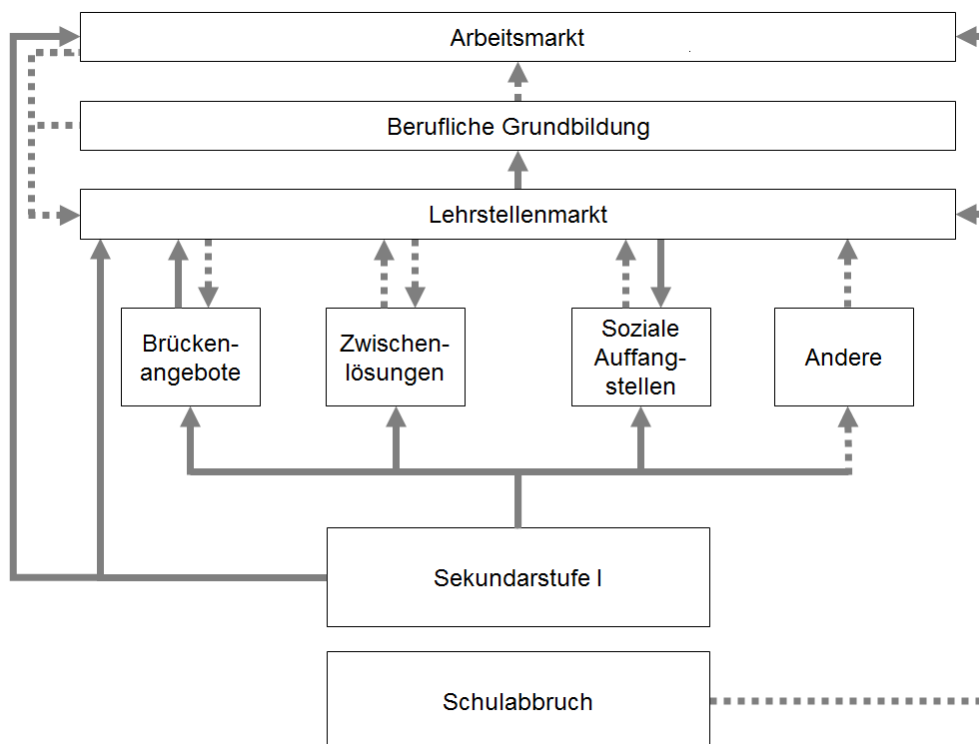 Arbeitsmarkt
Berufliche Grundbildung
Lehrstellenmarkt
Brücken-
angebote
Zwischen-
lösungen
Soziale
Auffang-
stellen
Andere
Sekundarstufe I
Schulabbruch